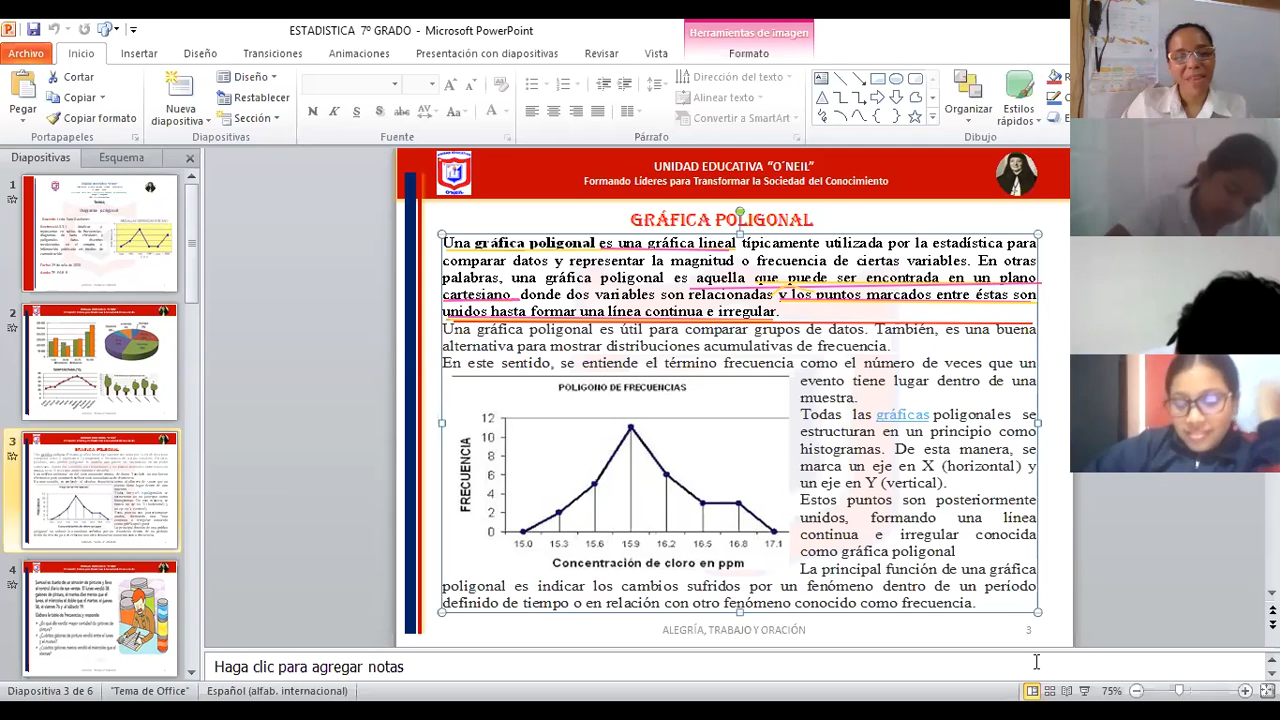 ESTADISTICA 7º GRADO - Microsoft PowerPoint
Herramientas de imagen
Archivo Inicio Insertar Diseño Transiciones Animaciones Presentación con diapositivas Revisar Vista Formato
Pegar
Cortar
Copiar
Copiar formato
Portapapeles
Nueva diapositiva
Diseño
Restablecer
Sección
Diapositivas
Fuente
Dirección del texto
Alinear texto
Convertir a SmartArt
Párrafo
Organizar
Estilos rápidos
Dibujo
Diapositivas Esquema
1
2
3
4
UNIDAD EDUCATIVA "O´NEIL"
Formando Líderes para Transformar la Sociedad del Conocimiento
GRÁFICA POLIGONAL
Una gráfica poligonal es una gráfica lineal típicamente utilizada por la estadística para
comparar datos y representar la magnitud o frecuencia de ciertas variables. En otras
palabras, una gráfica poligonal es aquella que puede ser encontrada en un plano
cartesiano donde dos variables son relacionadas y los puntos marcados entre éstas son
unidos hasta formar una línea continua e irregular.
Una gráfica poligonal es útil para comparar grupos de datos. También, es una buena
alternativa para mostrar distribuciones acumulativas de frecuencia.
En este sentido, se entiende el término frecuencia como el número de veces que un
evento tiene lugar dentro de una
muestra.
Todas las gráficas poligonales se
estructuran en un principio como
histogramas. De esta manera, se
marca un eje en X (horizontal) y
un eje en Y (vertical).
Estos puntos son posteriormente
unidos, formando una línea
continua e irregular conocida
como gráfica poligonal
La principal función de una gráfica
poligonal es indicar los cambios sufridos por un fenómeno dentro de un período
definido de tiempo o en relación con otro fenómeno conocido como frecuencia.
POLIGONO DE FRECUENCIAS
FRECUENCIA
12
10
8
6
4
2
0
15.0 15.3 15.6 15.9 16.2 16.5 16.8 17.1
Concentración de cloro en ppm
ALEGRÍA, TRABAJO Y ORACIÓN
3
Haga clic para agregar notas
Diapositiva 3 de 6 "Tema de Office" Español (alfab. internacional) 75%